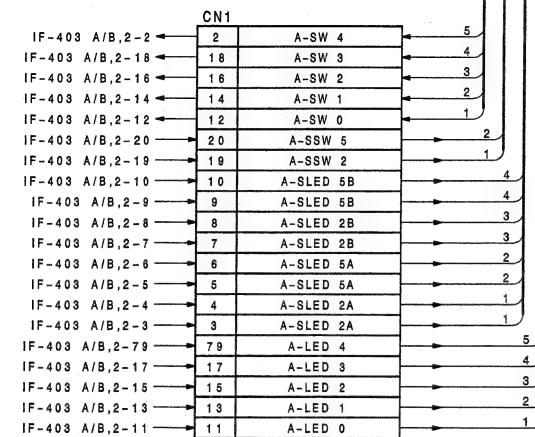 CN1
IF-403 A/B,2-2 2 A-SW 4 5
IF-403 A/B,2-18 18 A-SW 3 4
IF-403 A/B,2-16 16 A-SW 2 3
IF-403 A/B,2-14 14 A-SW 1 2
IF-403 A/B,2-12 12 A-SW 0 1
IF-403 A/B,2-20 20 A-SSW 5 2
IF-403 A/B,2-19 19 A-SSW 2 1
IF-403 A/B,2-10 10 A-SLED 5B 4
IF-403 A/B,2-9 9 A-SLED 5B 4
IF-403 A/B,2-8 8 A-SLED 2B 3
IF-403 A/B,2-7 7 A-SLED 2B 3
IF-403 A/B,2-6 6 A-SLED 5A 2
IF-403 A/B,2-5 5 A-SLED 5A 2
IF-403 A/B,2-4 4 A-SLED 2A 1
IF-403 A/B,2-3 3 A-SLED 2A 1
IF-403 A/B,2-79 79 A-LED 4 5
IF-403 A/B,2-17 17 A-LED 3 4
IF-403 A/B,2-15 15 A-LED 2 3
IF-403 A/B,2-13 13 A-LED 1 2
IF-403 A/B,2-11 11 A-LED 0 1